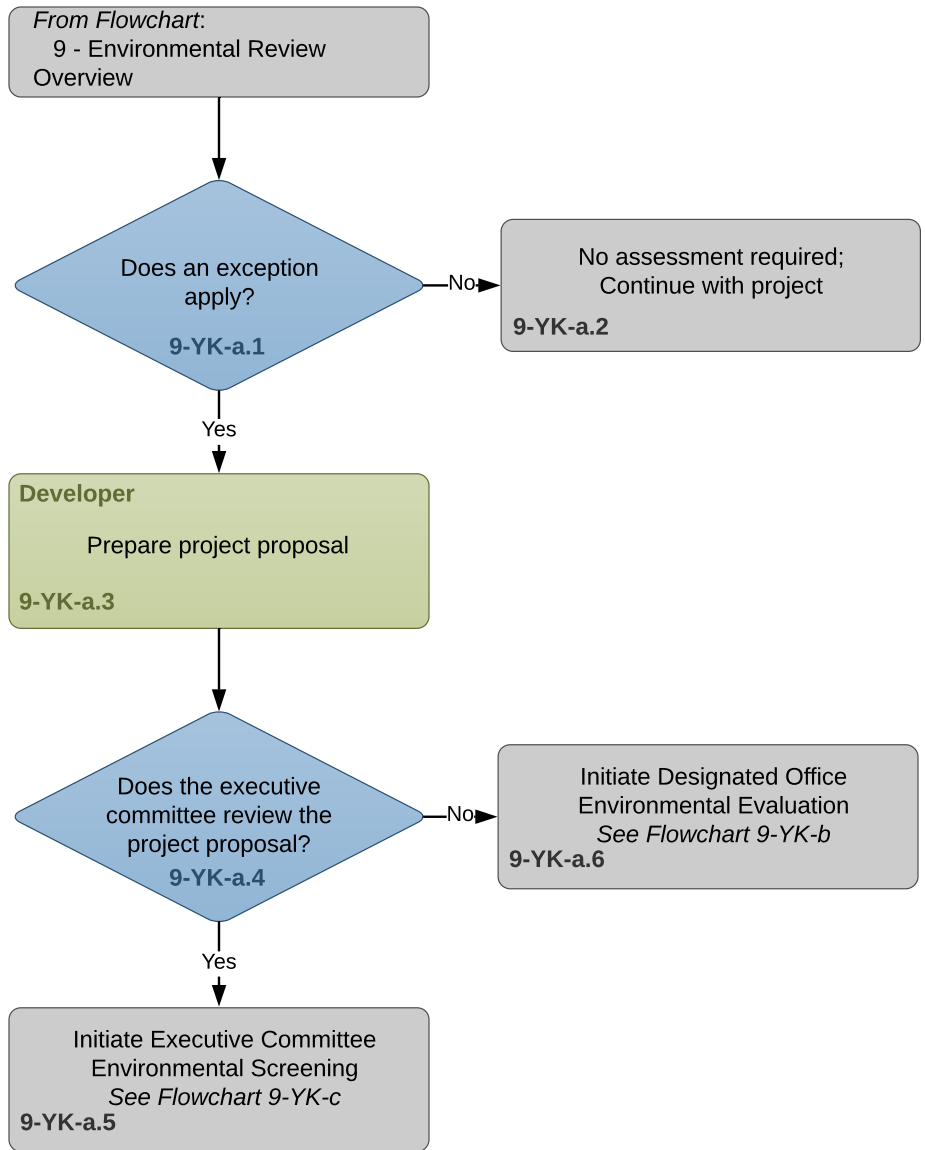 From Flowchart:
9 - Environmental Review
Overview
Does an exception
apply?
9-YK-a.1
No
No assessment required;
Continue with project
9-YK-a.2
Yes
Developer
Prepare project proposal
9-YK-a.3
Does the executive
committee review the
project proposal?
9-YK-a.4
No
Initiate Designated Office
Environmental Evaluation
See Flowchart 9-YK-b
9-YK-a.6
Yes
Initiate Executive Committee
Environmental Screening
See Flowchart 9-YK-c
9-YK-a.5